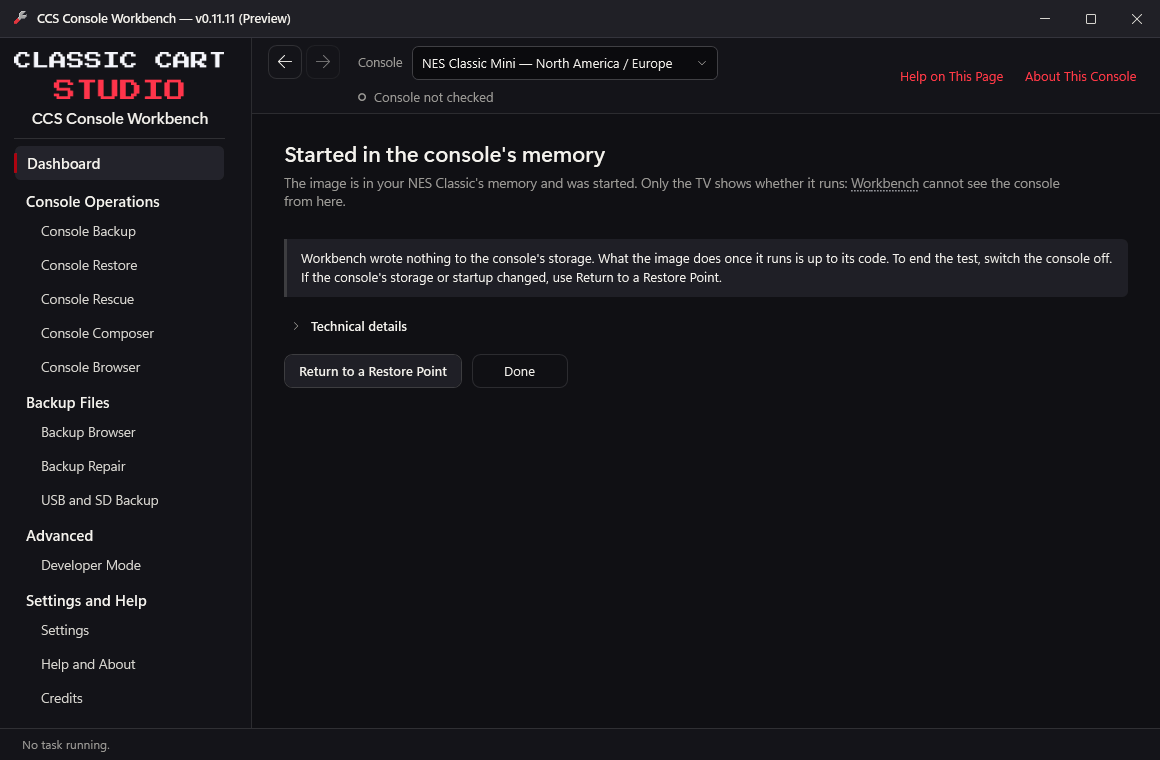 CCS Console Workbench — v0.11.11 (Preview)
CLASSIC CART
STUDIO
CCS Console Workbench
Dashboard
Console Operations
Console Backup
Console Restore
Console Rescue
Console Composer
Console Browser
Backup Files
Backup Browser
Backup Repair
USB and SD Backup
Advanced
Developer Mode
Settings and Help
Settings
Help and About
Credits
Console
NES Classic Mini — North America / Europe
Console not checked
Help on This Page
About This Console
Started in the console's memory
The image is in your NES Classic's memory and was started. Only the TV shows whether it runs: Workbench cannot see the console
from here.
Workbench wrote nothing to the console's storage. What the image does once it runs is up to its code. To end the test, switch the console off.
If the console's storage or startup changed, use Return to a Restore Point.
Technical details
Return to a Restore Point
Done
No task running.